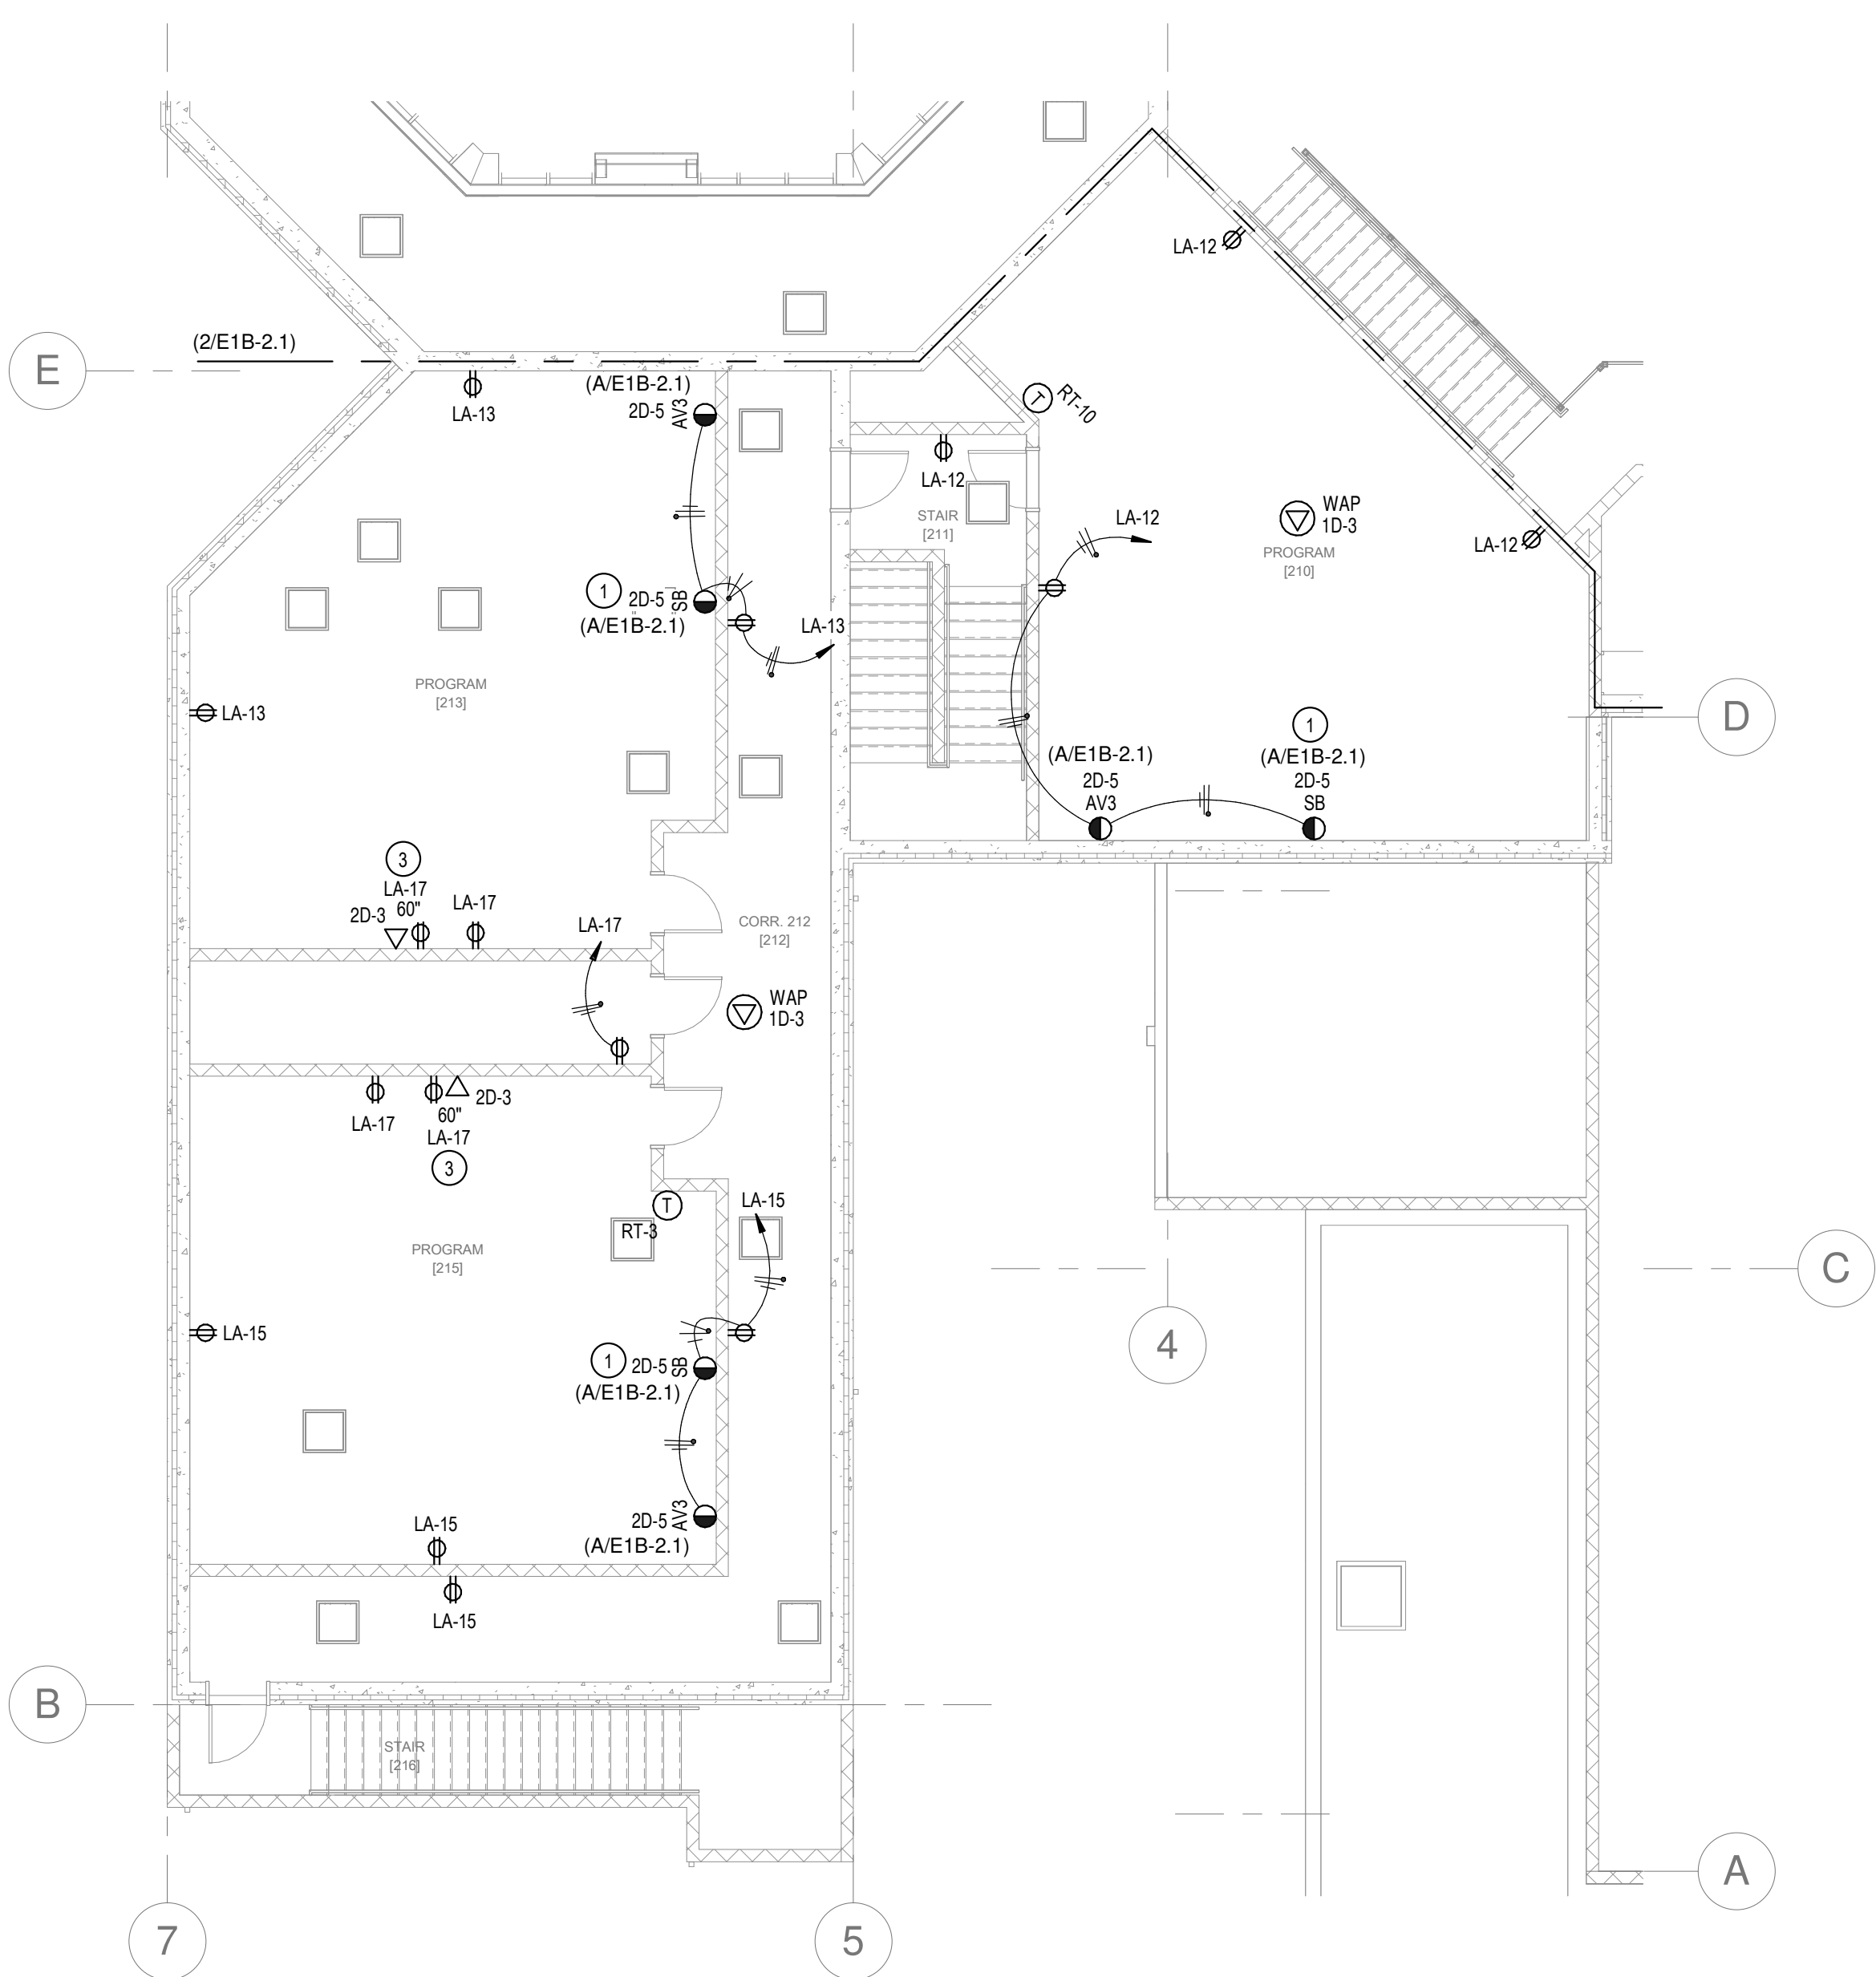 LA-12
(2/E1B-2.1)
E
(A/E1B-2.1)
2D-5
AV3
LA-13
T
RT-10
LA-12
STAIR
[211]
LA-12
WAP
1D-3
PROGRAM
[210]
LA-12
1
2D-5
SB
(A/E1B-2.1)
LA-13
PROGRAM
[213]
LA-13
D
1
(A/E1B-2.1)
2D-5
SB
(A/E1B-2.1)
2D-5
AV3
3
LA-17
60"
2D-3
LA-17
LA-17
CORR. 212
[212]
WAP
1D-3
LA-17
2D-3
60"
LA-17
3
T
RT-3
LA-15
PROGRAM
[215]
C
4
LA-15
1
2D-5
SB
(A/E1B-2.1)
2D-5
AV3
(A/E1B-2.1)
LA-15
LA-15
B
STAIR
[216]
A
7
5